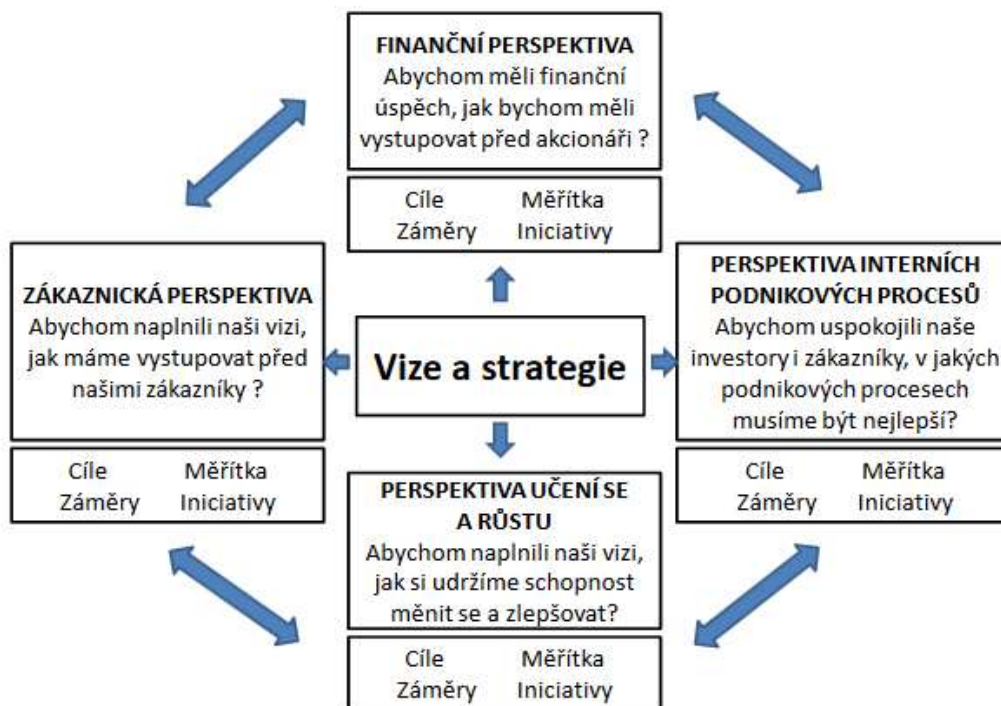 FINANČNÍ PERSPEKTIVA
Abychom měli finanční
úspěch, jak bychom měli
vystupovat před akcionáři ?
Cíle Měřítka
Záměry Iniciativy
ZÁKAZNICKÁ PERSPEKTIVA
Abychom naplnili naši vizi,
jak máme vystupovat před
našimi zákazníky ?
Cíle Měřítka
Záměry Iniciativy
Vize a strategie
PERSPEKTIVA INTERNÍCH
PODNIKOVÝCH PROCESŮ
Abychom uspokojili naše
investory i zákazníky, v jakých
podnikových procesech
musíme být nejlepší?
Cíle Měřítka
Záměry Iniciativy
PERSPEKTIVA UČENÍ SE
A RŮSTU
Abychom naplnili naši vizi,
jak si udržíme schopnost
měnit se a zlepšovat?
Cíle Měřítka
Záměry Iniciativy